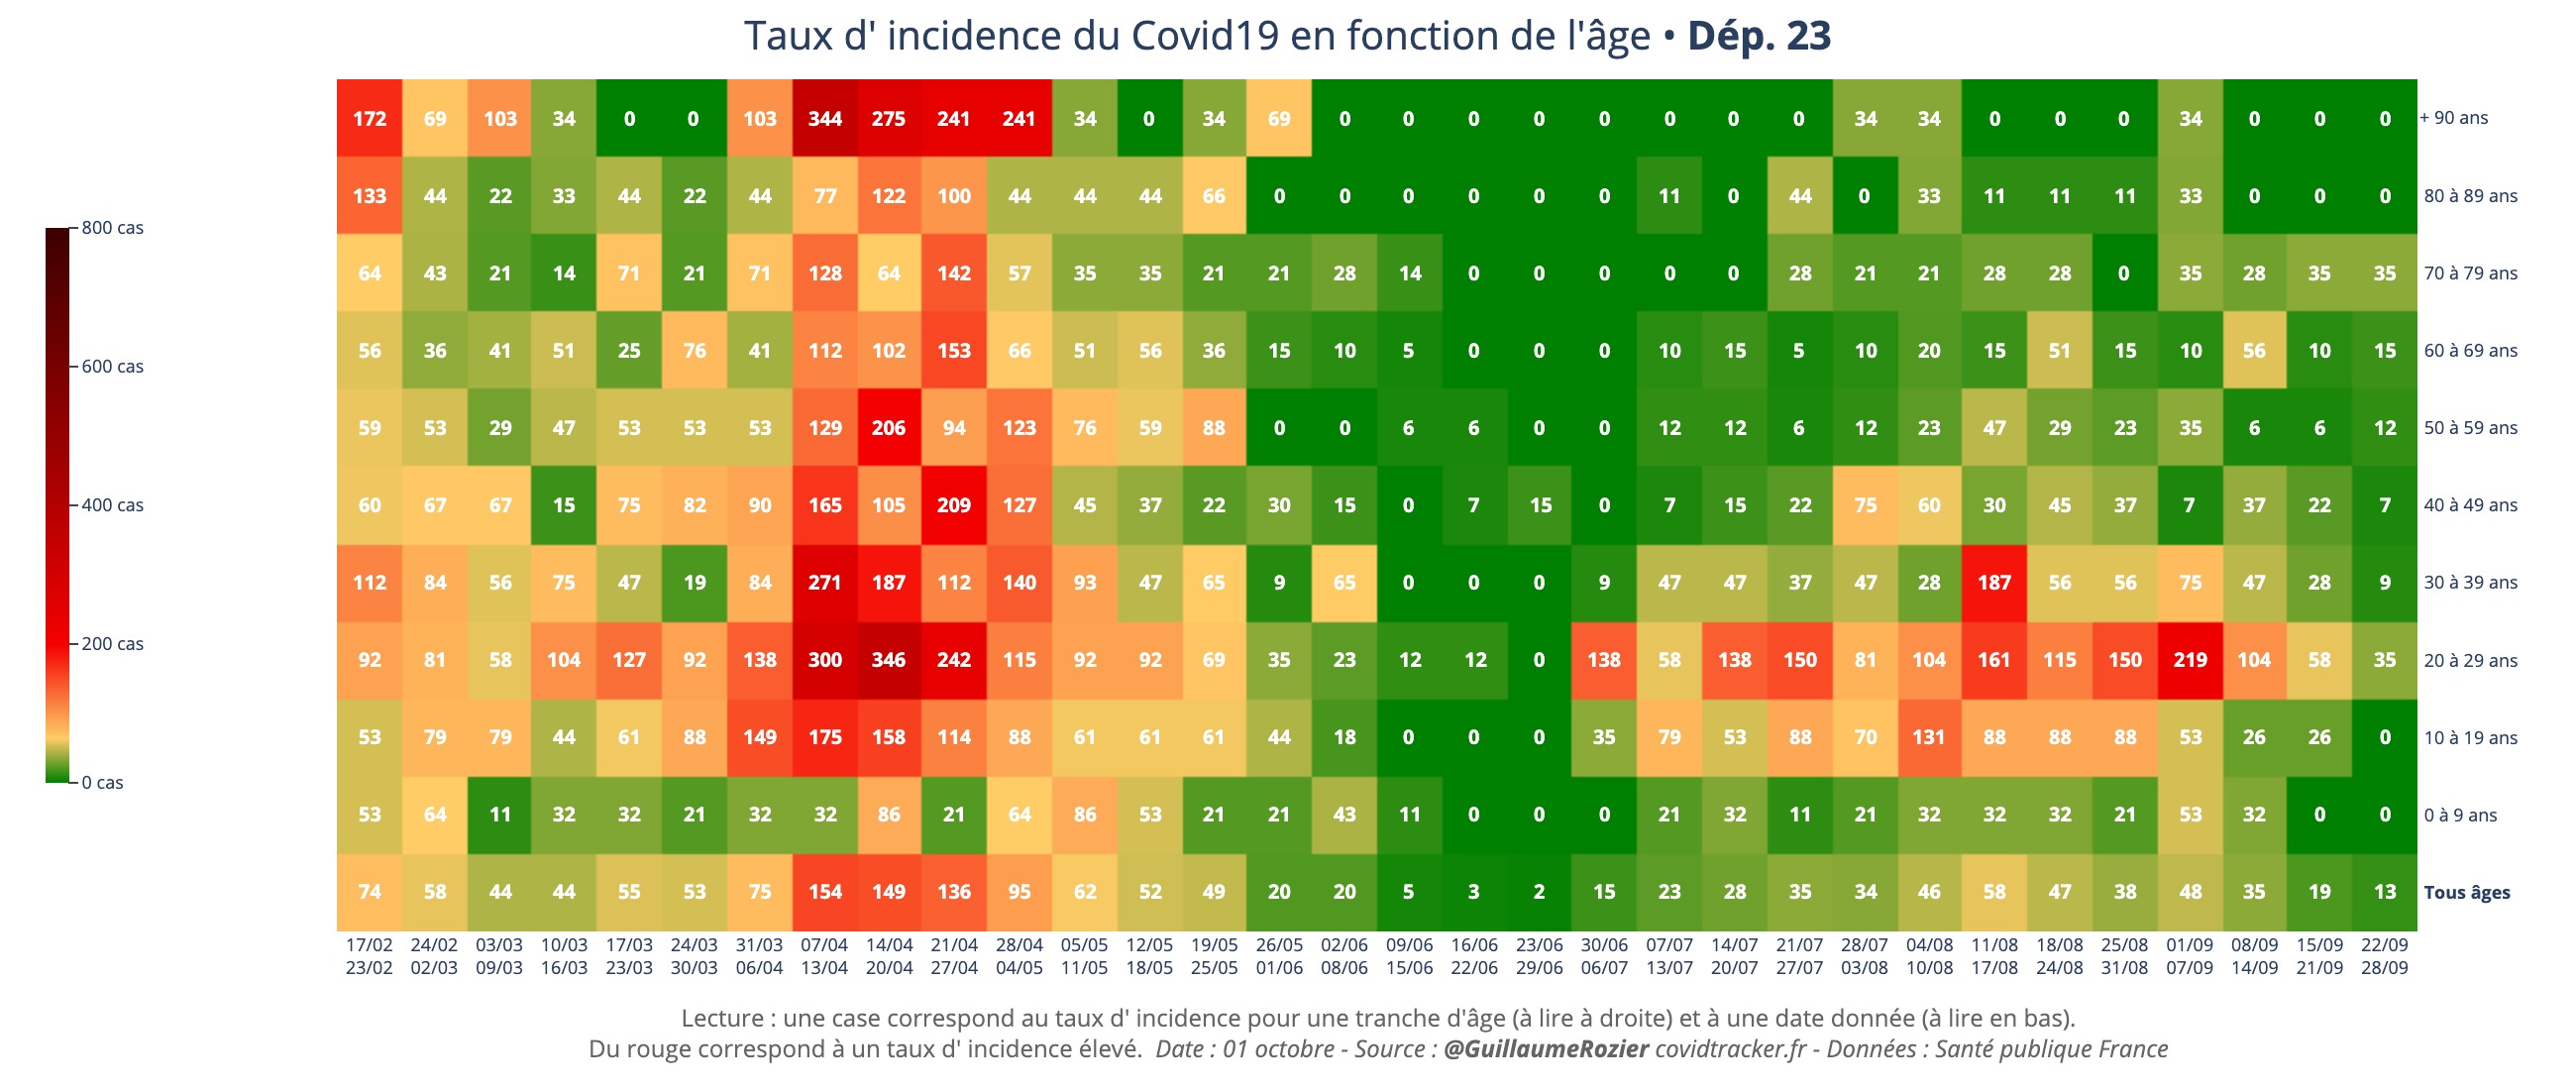 Taux d' incidence du Covid19 en fonction de l'âge • Dép. 23
172 69 103 34 0 0 103 344 275 241 241 34 0 34 69 0 0 0 0 0 0 0 0 34 34 0 0 0 34 0 0 0 + 90 ans
133 44 22 33 44 22 44 77 122 100 44 44 44 66 0 0 0 0 0 0 11 0 44 0 33 11 11 11 33 0 0 0 80 à 89 ans
800 cas
64 43 21 14 71 21 71 128 64 142 57 35 35 21 21 28 14 0 0 0 0 0 28 21 21 28 28 0 35 28 35 35 70 à 79 ans
56 36 41 51 25 76 41 112 102 153 66 51 56 36 15 10 5 0 0 0 10 15 5 10 20 15 51 15 10 56 10 15 60 à 69 ans
600 cas
59 53 29 47 53 53 53 129 206 94 123 76 59 88 0 0 6 6 0 0 12 12 6 12 23 47 29 23 35 6 6 12 50 à 59 ans
400 cas
60 67 67 15 75 82 90 165 105 209 127 45 37 22 30 15 0 7 15 0 7 15 22 75 60 30 45 37 7 37 22 7 40 à 49 ans
112 84 56 75 47 19 84 271 187 112 140 93 47 65 9 65 0 0 0 9 47 47 37 47 28 187 56 56 75 47 28 9 30 à 39 ans
200 cas
92 81 58 104 127 92 138 300 346 242 115 92 92 69 35 23 12 12 0 138 58 138 150 81 104 161 115 150 219 104 58 35 20 à 29 ans
53 79 79 44 61 88 149 175 158 114 88 61 61 61 44 18 0 0 0 35 79 53 88 70 131 88 88 88 53 26 26 0 10 à 19 ans
0 cas
53 64 11 32 32 21 32 32 86 21 64 86 53 21 21 43 11 0 0 0 21 32 11 21 32 32 32 21 53 32 0 0 0 à 9 ans
74 58 44 44 55 53 75 154 149 136 95 62 52 49 20 20 5 3 2 15 23 28 35 34 46 58 47 38 48 35 19 13 Tous âges
17/02 24/02 03/03 10/03 17/03 24/03 31/03 07/04 14/04 21/04 28/04 05/05 12/05 19/05 26/05 02/06 09/06 16/06 23/06 30/06 07/07 14/07 21/07 28/07 04/08 11/08 18/08 25/08 01/09 08/09 15/09 22/09
23/02 02/03 09/03 16/03 23/03 30/03 06/04 13/04 20/04 27/04 04/05 11/05 18/05 25/05 01/06 08/06 15/06 22/06 29/06 06/07 13/07 20/07 27/07 03/08 10/08 17/08 24/08 31/08 07/09 14/09 21/09 28/09
Lecture : une case correspond au taux d' incidence pour une tranche d'âge (à lire à droite) et à une date donnée (à lire en bas).
Du rouge correspond à un taux d' incidence élevé. Date : 01 octobre - Source : @GuillaumeRozier covidtracker.fr - Données : Santé publique France